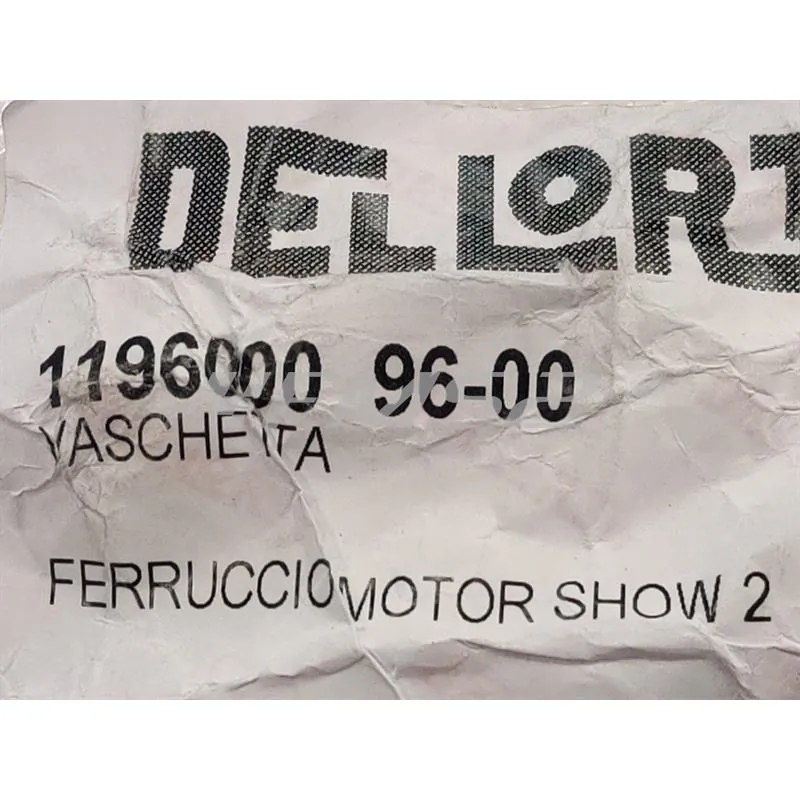 DELLORT
1196000 96-00
VASCHETTA
FERRUCCIO MOTOR SHOW 2